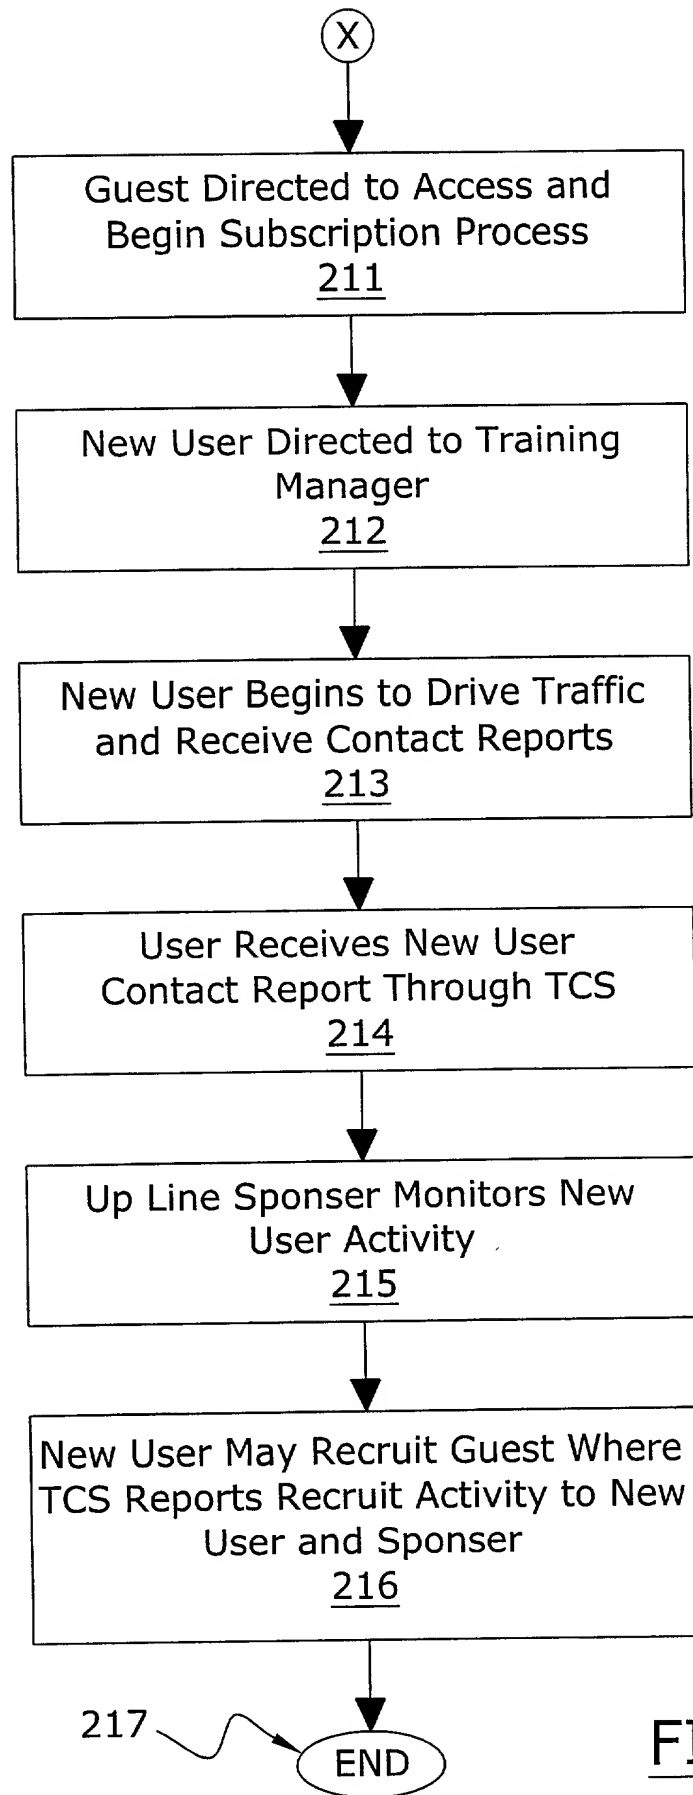 X
Guest Directed to Access and
Begin Subscription Process
211
New User Directed to Training
Manager
212
New User Begins to Drive Traffic
and Receive Contact Reports
213
User Receives New User
Contact Report Through TCS
214
Up Line Sponser Monitors New
User Activity
215
New User May Recruit Guest Where
TCS Reports Recruit Activity to New
User and Sponser
216
217
END